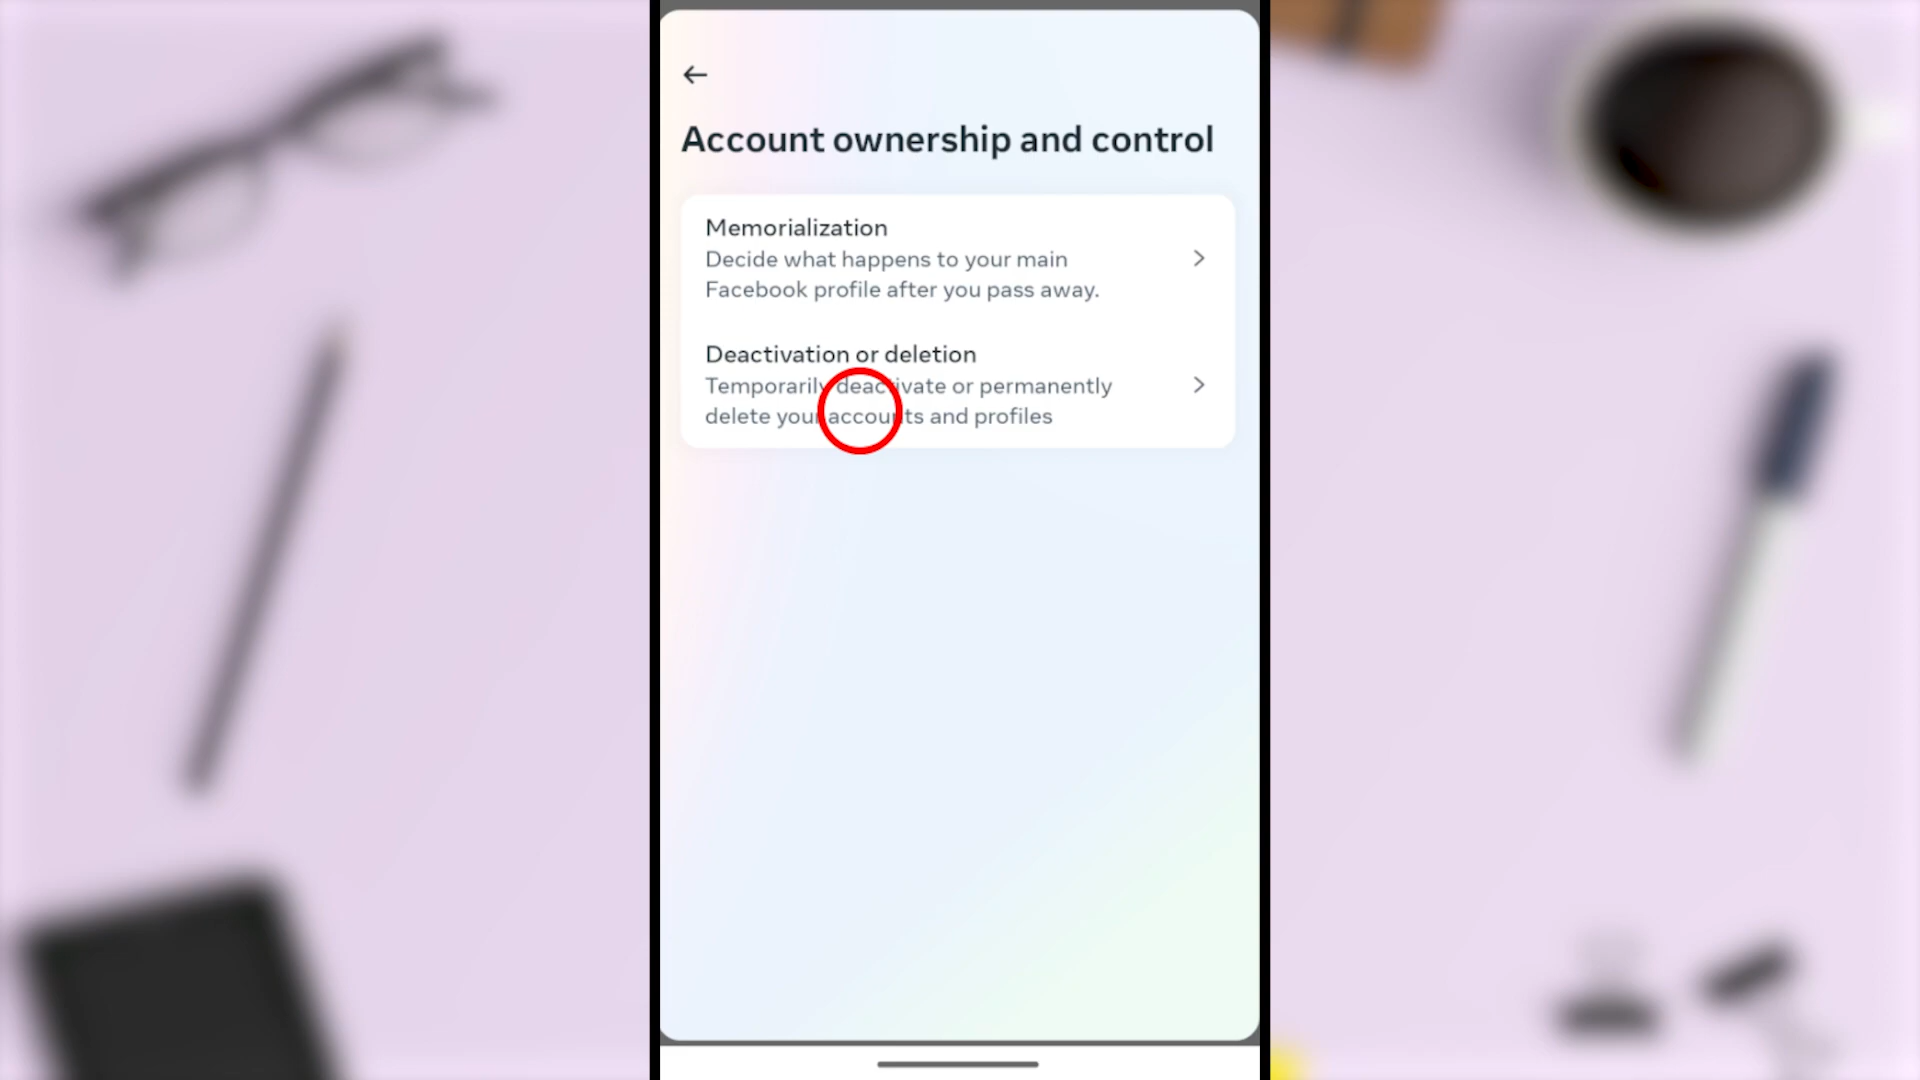 Account ownership and control
Memorialization
Decide what happens to your main
Facebook profile after you pass away.
Deactivation or deletion
Temporarily deactivate or permanently
delete your accounts and profiles